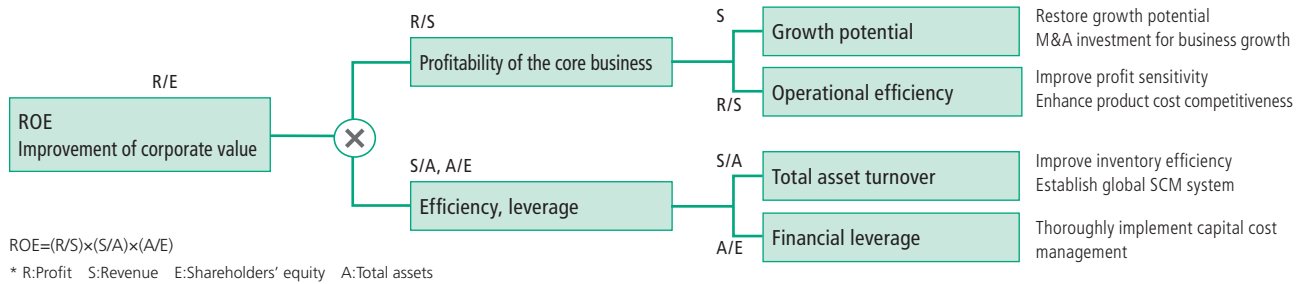 R/E
ROE
Improvement of corporate value
R/S
Profitability of the core business
S/A, A/E
Efficiency, leverage
S
Growth potential
Restore growth potential
M&A investment for business growth
R/S
Operational efficiency
Improve profit sensitivity
Enhance product cost competitiveness
S/A
Total asset turnover
Improve inventory efficiency
Establish global SCM system
A/E
Financial leverage
Thoroughly implement capital cost
management
ROE=(R/S)×(S/A)×(A/E)
* R:Profit S:Revenue E:Shareholders’ equity A:Total assets